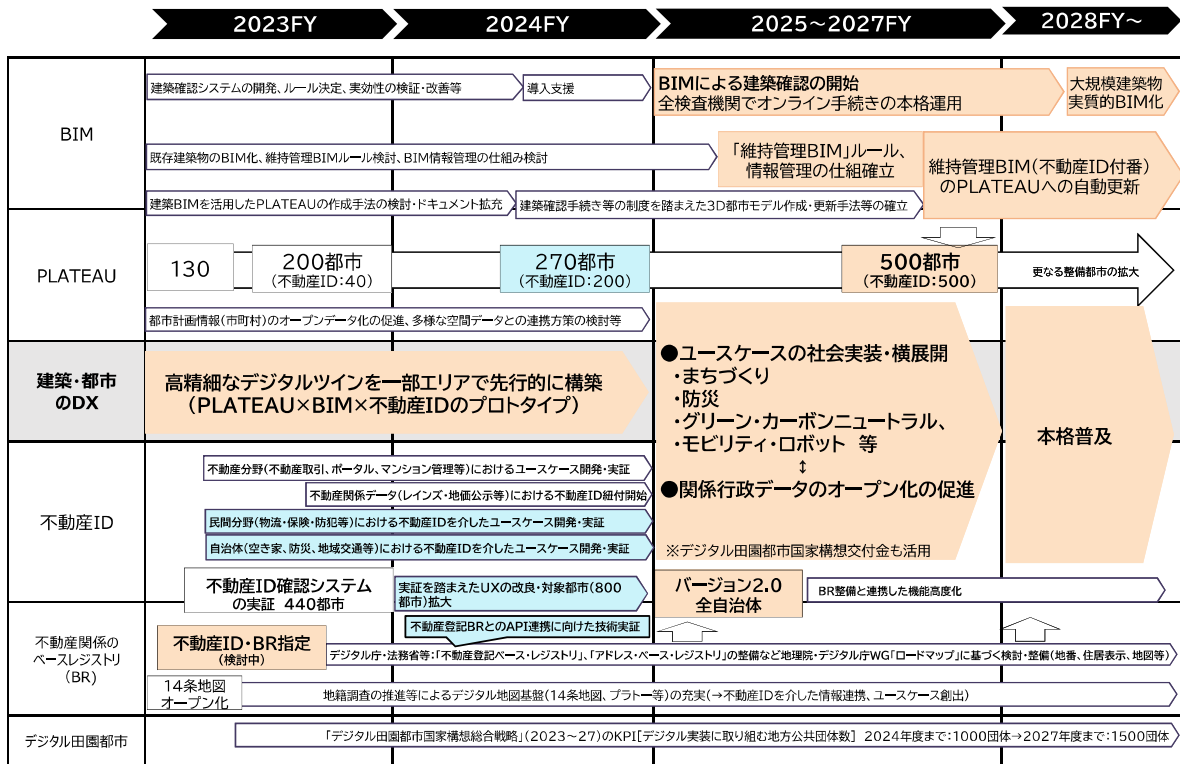 2023FY
2024FY
2025～2027FY
2028FY～
BIM
建築確認システムの開発、ルール決定、実効性の検証・改善等
導入支援
BIMによる建築確認の開始
全検査機関でオンライン手続きの本格運用
大規模建築物
実質的BIM化
既存建築物のBIM化、維持管理BIMルール検討、BIM情報管理の仕組み検討
「維持管理BIM」ルール、
情報管理の仕組確立
維持管理BIM（不動産ID付番）
のPLATEAUへの自動更新
建築BIMを活用したPLATEAUの作成手法の検討・ドキュメント拡充
建築確認手続き等の制度を踏まえた3D都市モデル作成・更新手法等の確立
PLATEAU
130
200都市
（不動産ID：40）
270都市
（不動産ID：200）
500都市
（不動産ID：500）
更なる整備都市の拡大
都市計画情報（市町村）のオープンデータ化の促進、多様な空間データとの連携方策の検討等
建築・都市
のDX
高精細なデジタルツインを一部エリアで先行的に構築
（PLATEAU×BIM×不動産IDのプロトタイプ）
●ユースケースの社会実装・横展開
・まちづくり
・防災
・グリーン・カーボンニュートラル、
・モビリティ・ロボット 等
↕
●関係行政データのオープン化の促進
※デジタル田園都市国家構想交付金も活用
本格普及
不動産ID
不動産分野（不動産取引、ポータル、マンション管理等）におけるユースケース開発・実証
不動産関係データ（レインズ・地価公示等）における不動産ID紐付開始
民間分野（物流・保険・防犯等）における不動産IDを介したユースケース開発・実証
自治体（空き家、防災、地域交通等）における不動産IDを介したユースケース開発・実証
不動産ID確認システム
の実証 440都市
実証を踏まえたUXの改良・対象都市（800
都市）拡大
バージョン2.0
全自治体
BR整備と連携した機能高度化
不動産登記BRとのAPI連携に向けた技術実証
不動産関係の
ベースレジストリ
（BR）
不動産ID・BR指定
（検討中）
デジタル庁・法務省等：「不動産登記ベース・レジストリ」、「アドレス・ベース・レジストリ」の整備など地理院・デジタル庁WG「ロードマップ」に基づく検討・整備（地番、住居表示、地図等）
14条地図
オープン化
地籍調査の推進等によるデジタル地図基盤（14条地図、プラトー等）の充実（→不動産IDを介した情報連携、ユースケース創出）
デジタル田園都市
「デジタル田園都市国家構想総合戦略」（2023～27）のKPI［デジタル実装に取り組む地方公共団体数］ 2024年度まで：1000団体→2027年度まで：1500団体